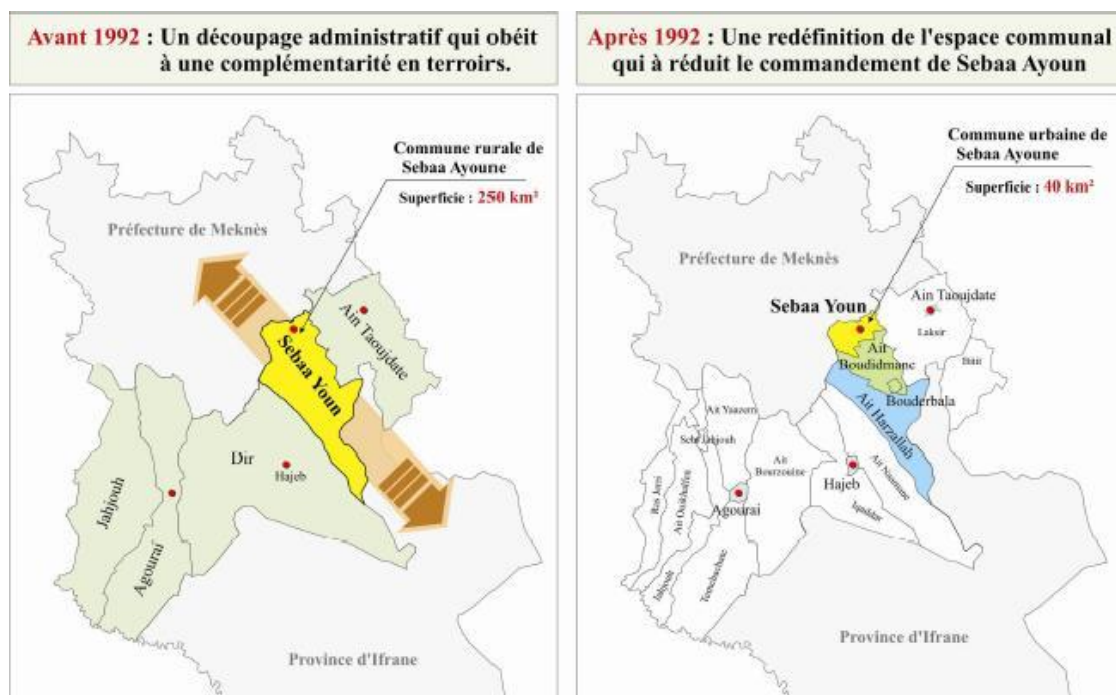 Avant 1992 : Un découpage administratif qui obéit
à une complémentarité en terroirs.
Commune rurale de
Sebaa Ayoune
Superficie : 250 km²
Préfecture de Meknès
Ain Taoujdate
Sebaa Youn
Dir
Hajeb
Jahjouh
Agouraï
Province d'Ifrane
Après 1992 : Une redéfinition de l'espace communal
qui à réduit le commandement de Sebaa Ayoun
Commune urbaine de
Sebaa Ayoune
Superficie : 40 km²
Préfecture de Meknès
Sebaa Youn
Ain Taoujdate
Laksir
Bitit
Ait
Boudidmane
Bouderbala
Ait Harzallah
Ait Yaazem
Sebt Jahjouh
Ait
Bourzouine
Hajeb
Ait Naamane
Iqaddar
Ras Jerri
Ait Ouikhalfen
Agouraï
Jahjouh
Tamchachate
Province d'Ifrane